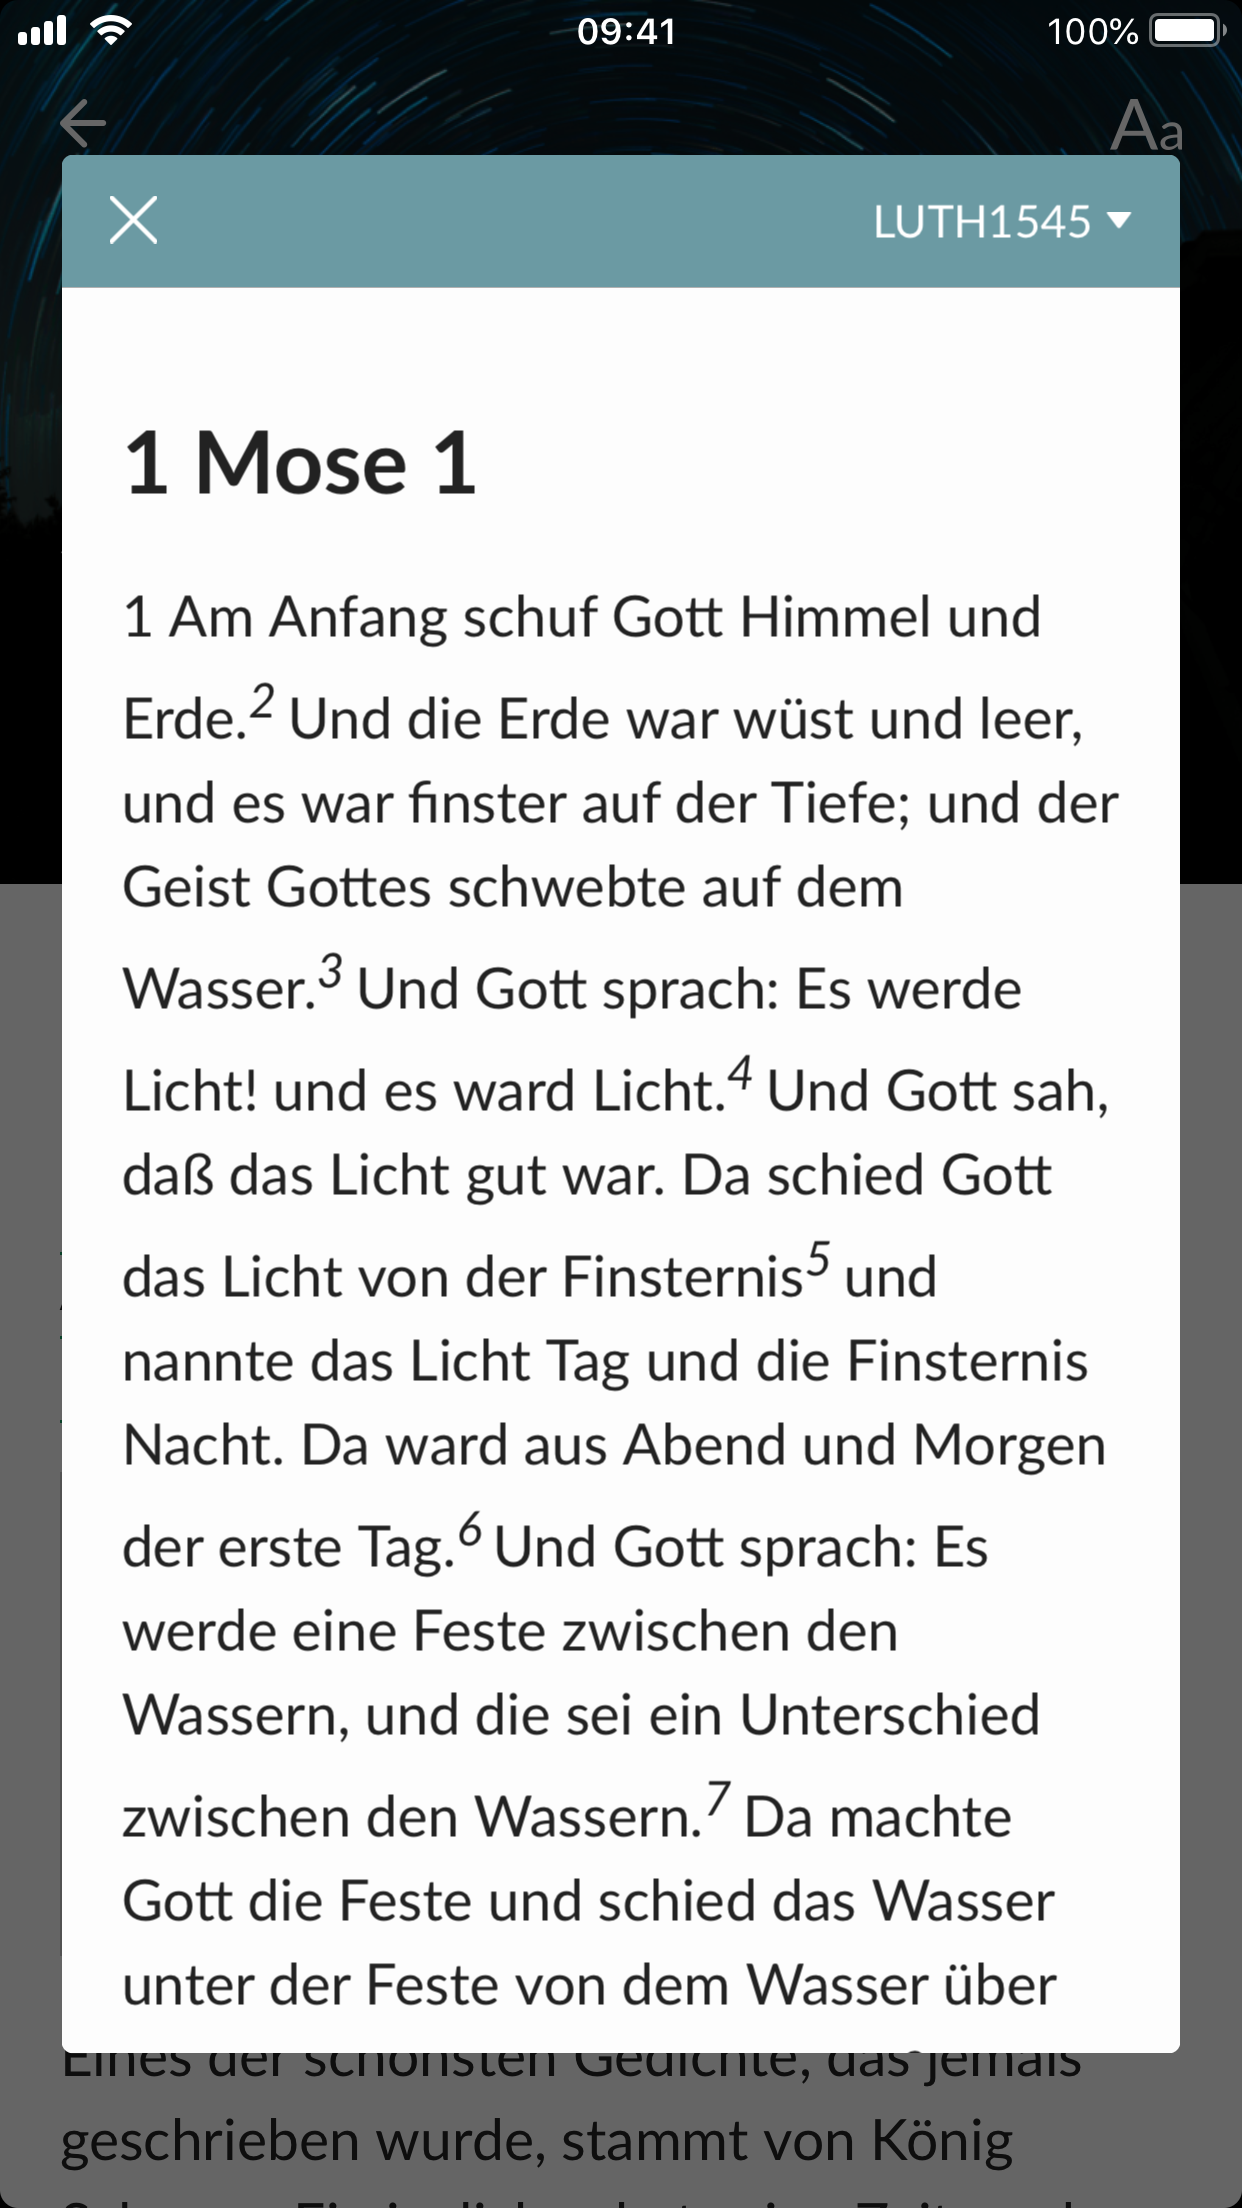 09:41
100%
Aa
LUTH1545
1 Mose 1
1 Am Anfang schuf Gott Himmel und
Erde.2 Und die Erde war wüst und leer,
und es war finster auf der Tiefe; und der
Geist Gottes schwebte auf dem
Wasser.3 Und Gott sprach: Es werde
Licht! und es ward Licht.4 Und Gott sah,
daß das Licht gut war. Da schied Gott
das Licht von der Finsternis5 und
nannte das Licht Tag und die Finsternis
Nacht. Da ward aus Abend und Morgen
der erste Tag.6 Und Gott sprach: Es
werde eine Feste zwischen den
Wassern, und die sei ein Unterschied
zwischen den Wassern.7 Da machte
Gott die Feste und schied das Wasser
unter der Feste von dem Wasser über
Eines der schönsten Gedichte, das jemals
geschrieben wurde, stammt von König